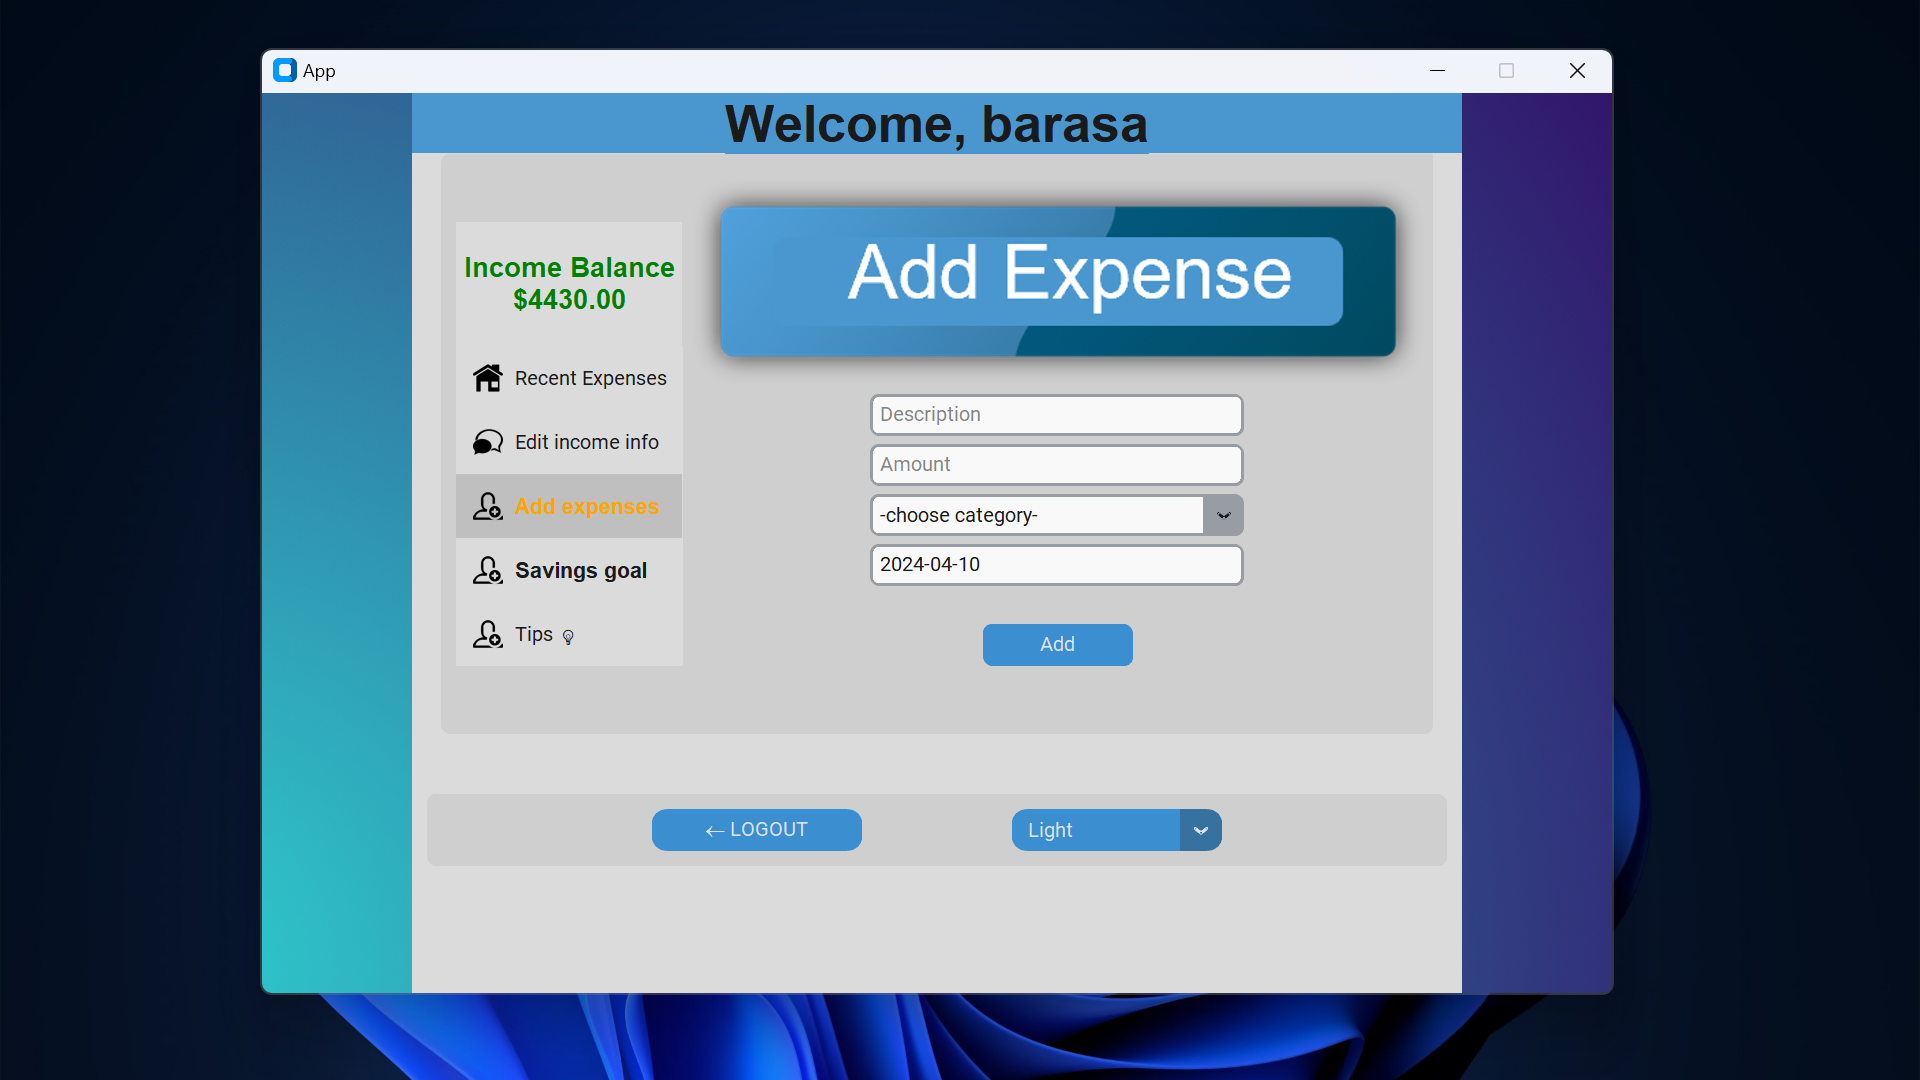 App
Welcome, barasa
Income Balance
$4430.00
Recent Expenses
Edit income info
Add expenses
Savings goal
Tips
Add Expense
Description
Amount
-choose category-
2024-04-10
Add
← LOGOUT
Light